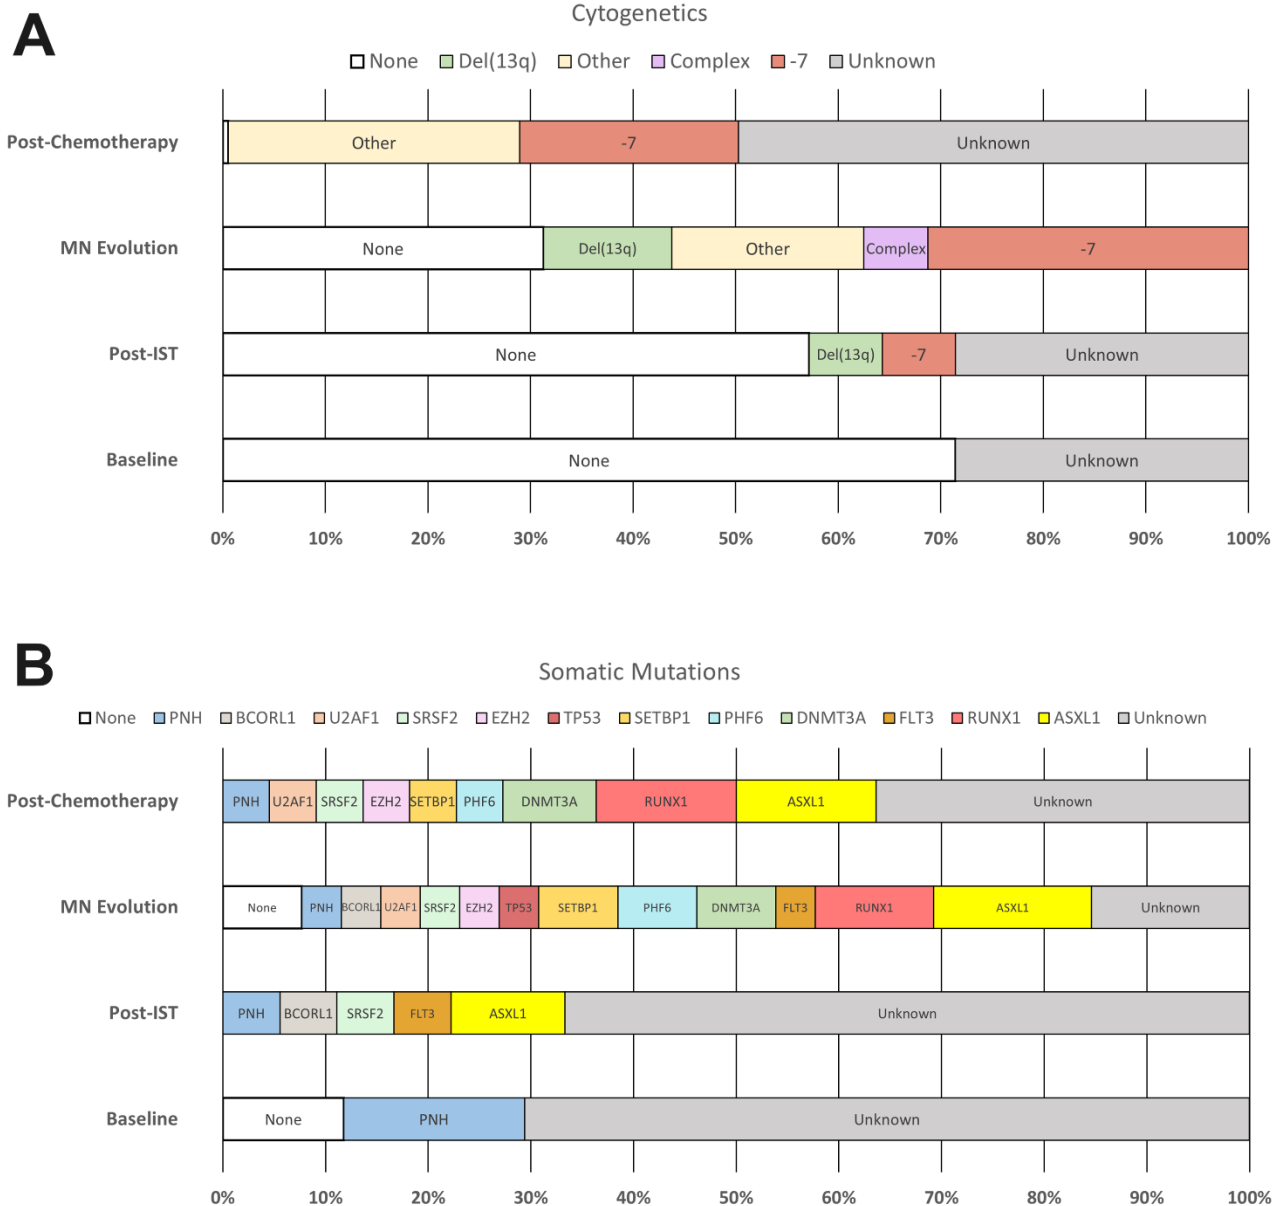 A
Cytogenetics
None Del(13q) Other Complex -7 Unknown
Post-Chemotherapy Other -7 Unknown
MN Evolution None Del(13q) Other Complex -7
Post-IST None Del(13q) -7 Unknown
Baseline None Unknown
0% 10% 20% 30% 40% 50% 60% 70% 80% 90% 100%
B
Somatic Mutations
None PNH BCORL1 U2AF1 SRSF2 EZH2 TP53 SETBP1 PHF6 DNMT3A FLT3 RUNX1 ASXL1 Unknown
Post-Chemotherapy PNH U2AF1 SRSF2 EZH2 SETBP1 PHF6 DNMT3A RUNX1 ASXL1 Unknown
MN Evolution None PNH BCORL1 U2AF1 SRSF2 EZH2 TP53 SETBP1 PHF6 DNMT3A FLT3 RUNX1 ASXL1 Unknown
Post-IST PNH BCORL1 SRSF2 FLT3 ASXL1 Unknown
Baseline None PNH Unknown
0% 10% 20% 30% 40% 50% 60% 70% 80% 90% 100%